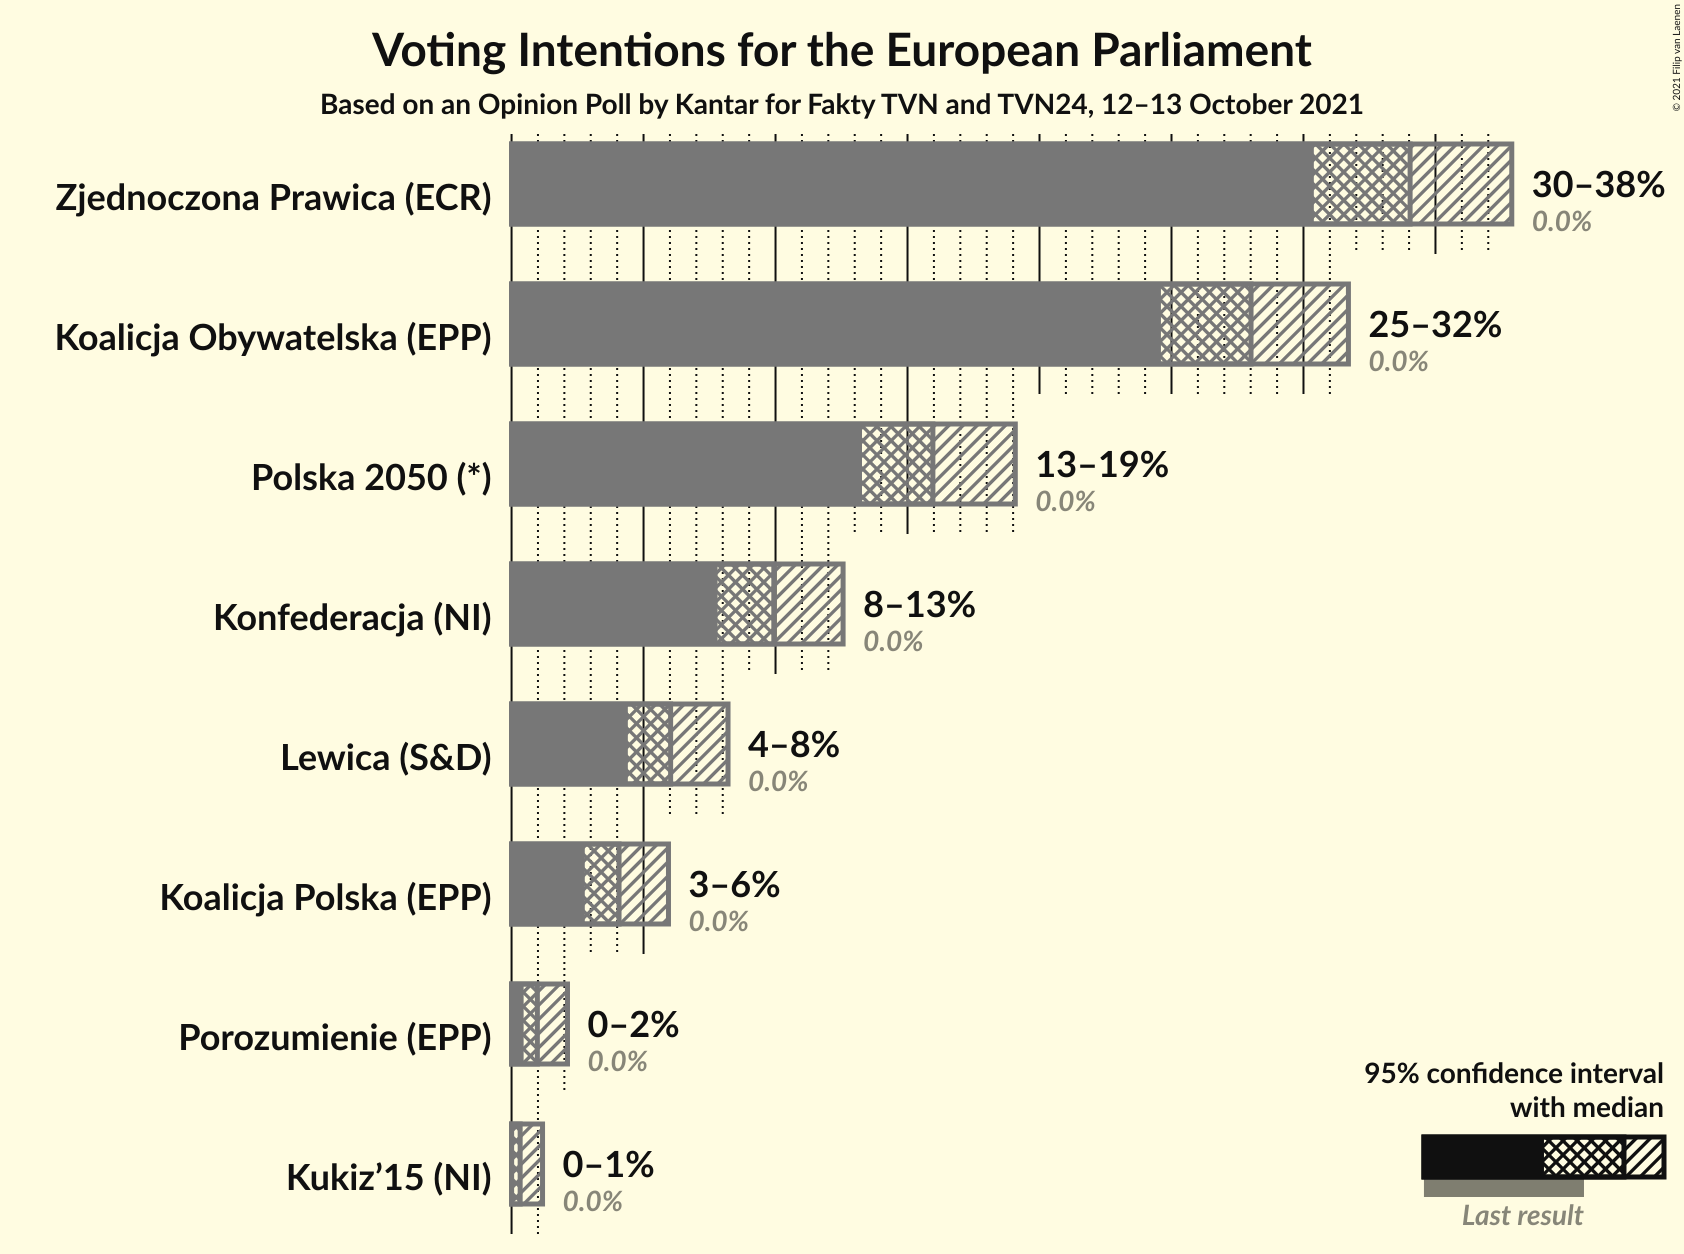 Voting Intentions for the European Parliament
Based on an Opinion Poll by Kantar for Fakty TVN and TVN24, 12–13 October 2021
© 2021 Filip van Laenen
Zjednoczona Prawica (ECR)
30–38%
0.0%
Koalicja Obywatelska (EPP)
25–32%
0.0%
Polska 2050 (*)
13–19%
0.0%
Konfederacja (NI)
8–13%
0.0%
Lewica (S&D)
4–8%
0.0%
Koalicja Polska (EPP)
3–6%
0.0%
Porozumienie (EPP)
0–2%
0.0%
Kukiz’15 (NI)
0–1%
0.0%
95% confidence interval
with median
Last result